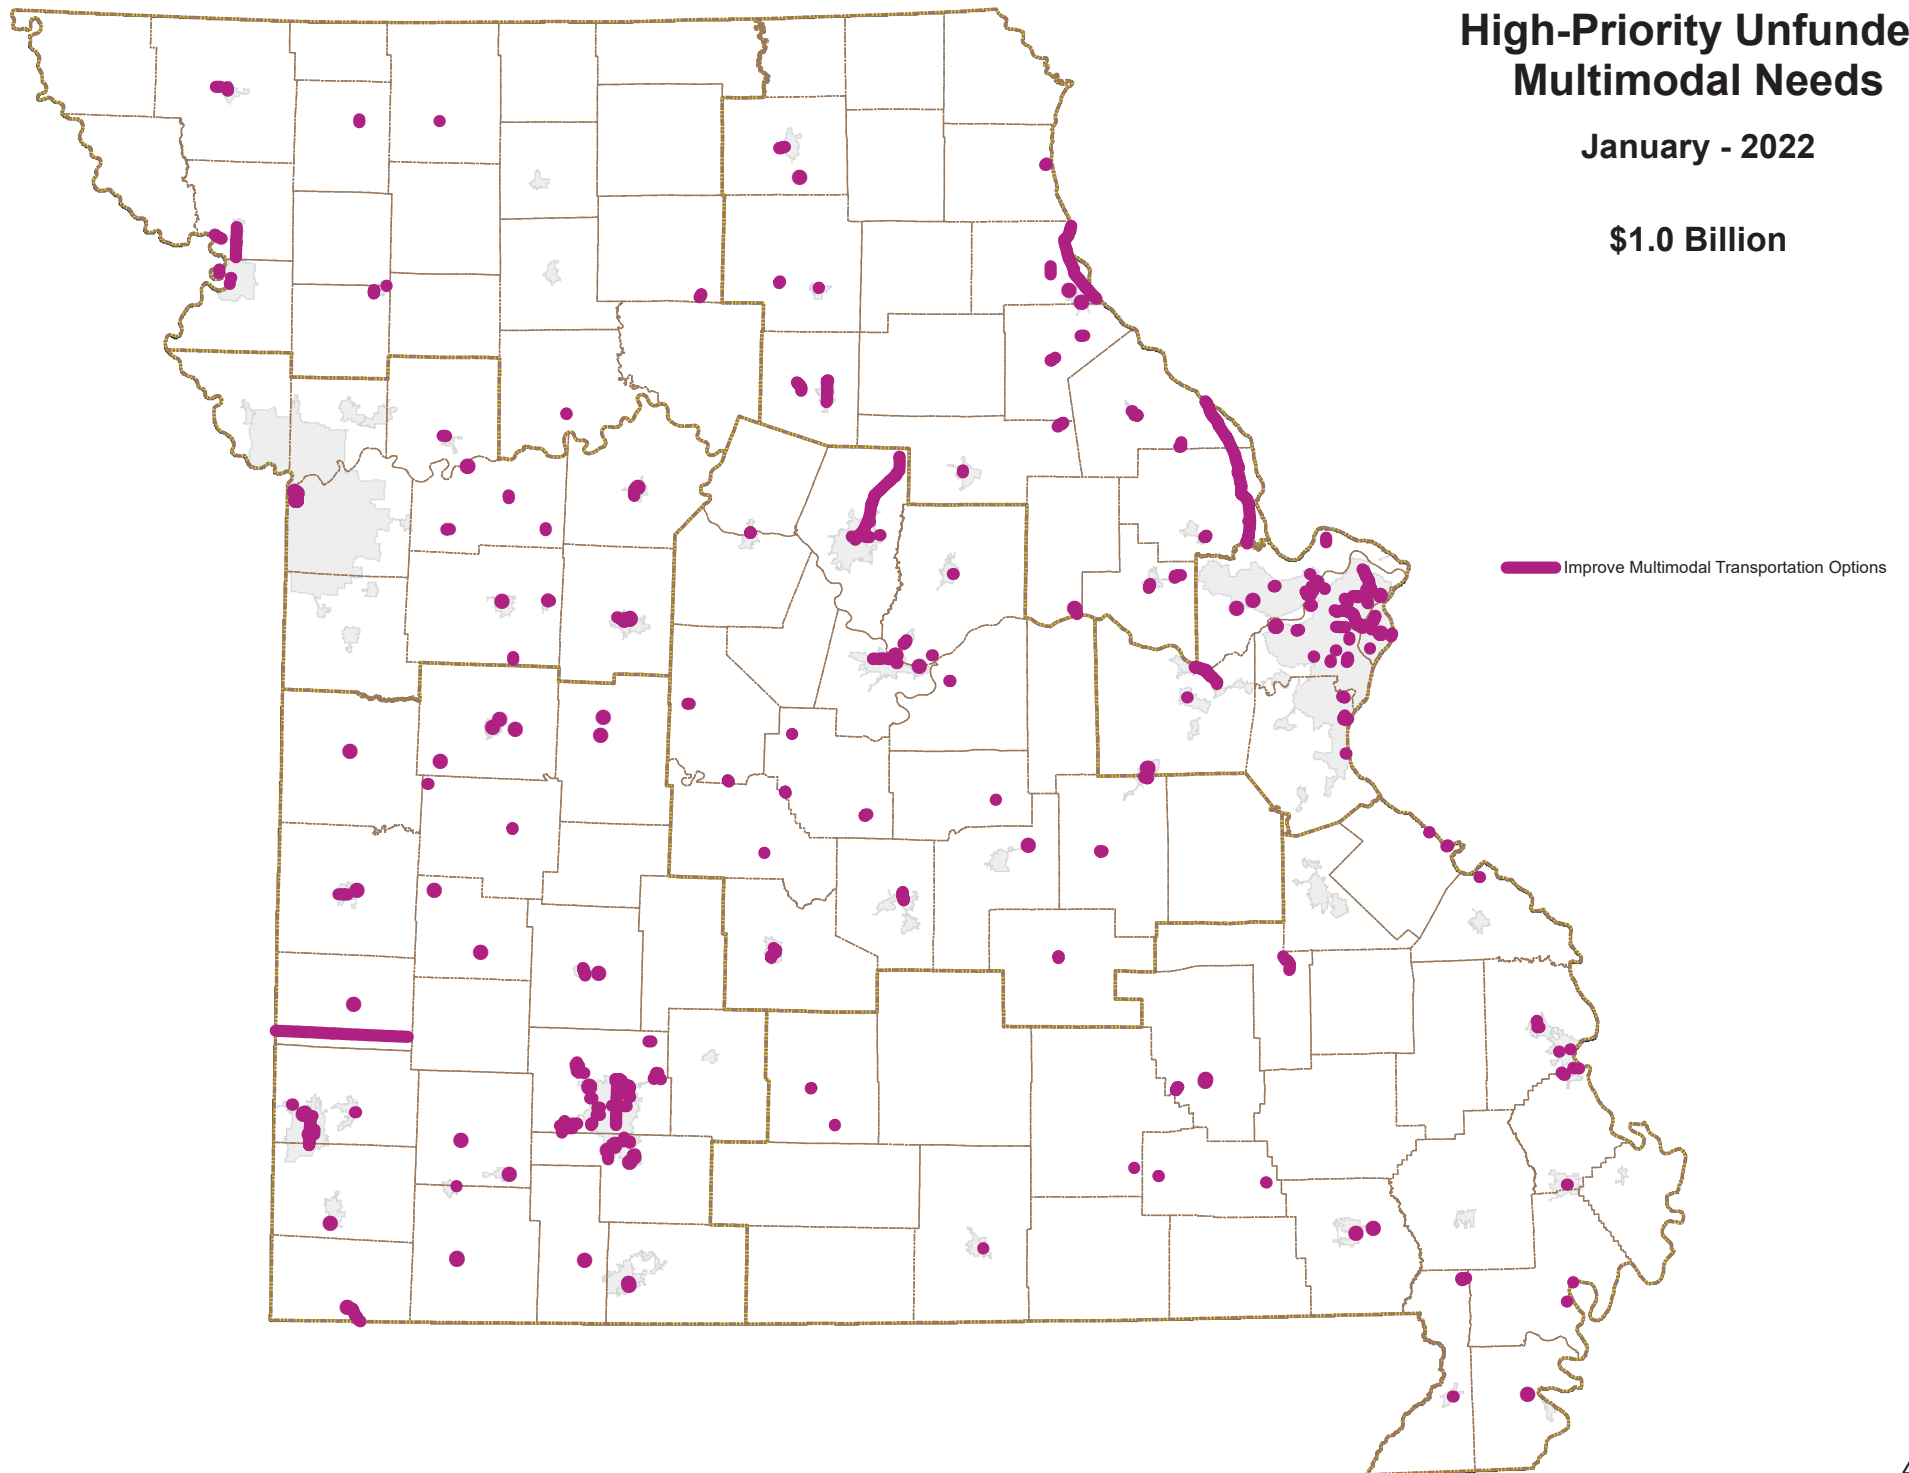 High-Priority Unfunde
Multimodal Needs
January - 2022
$1.0 Billion
Improve Multimodal Transportation Options